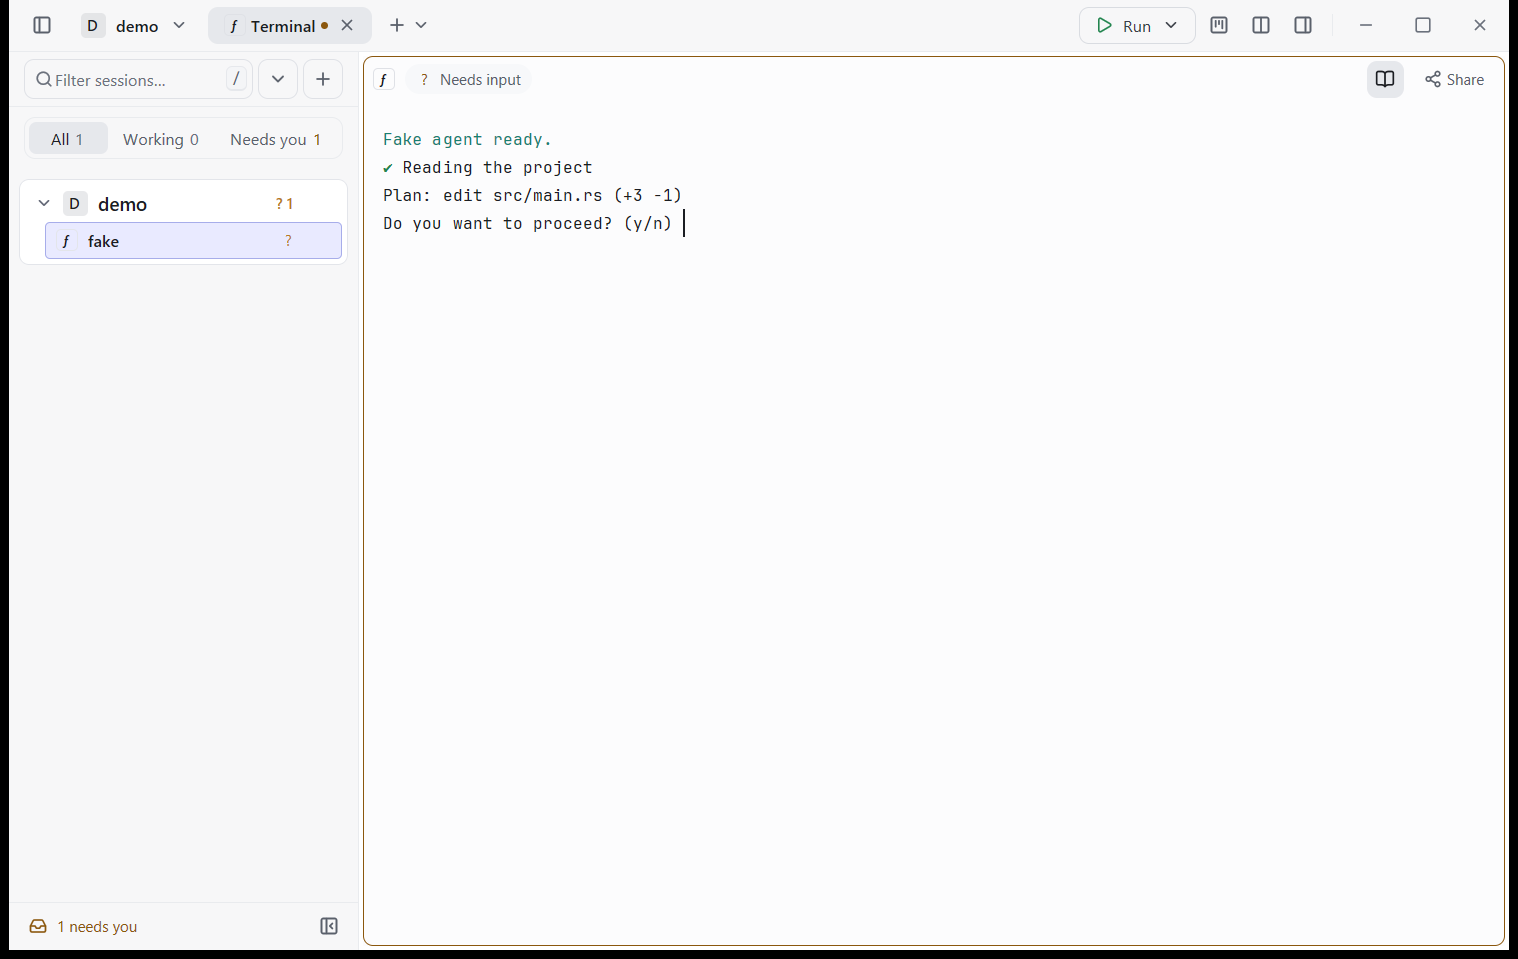 D demo
f Terminal
Run
Filter sessions... /
All 1 Working 0 Needs you 1
D demo ? 1
f fake ?
1 needs you
f ? Needs input
Share
Fake agent ready.
✔ Reading the project
Plan: edit src/main.rs (+3 -1)
Do you want to proceed? (y/n)